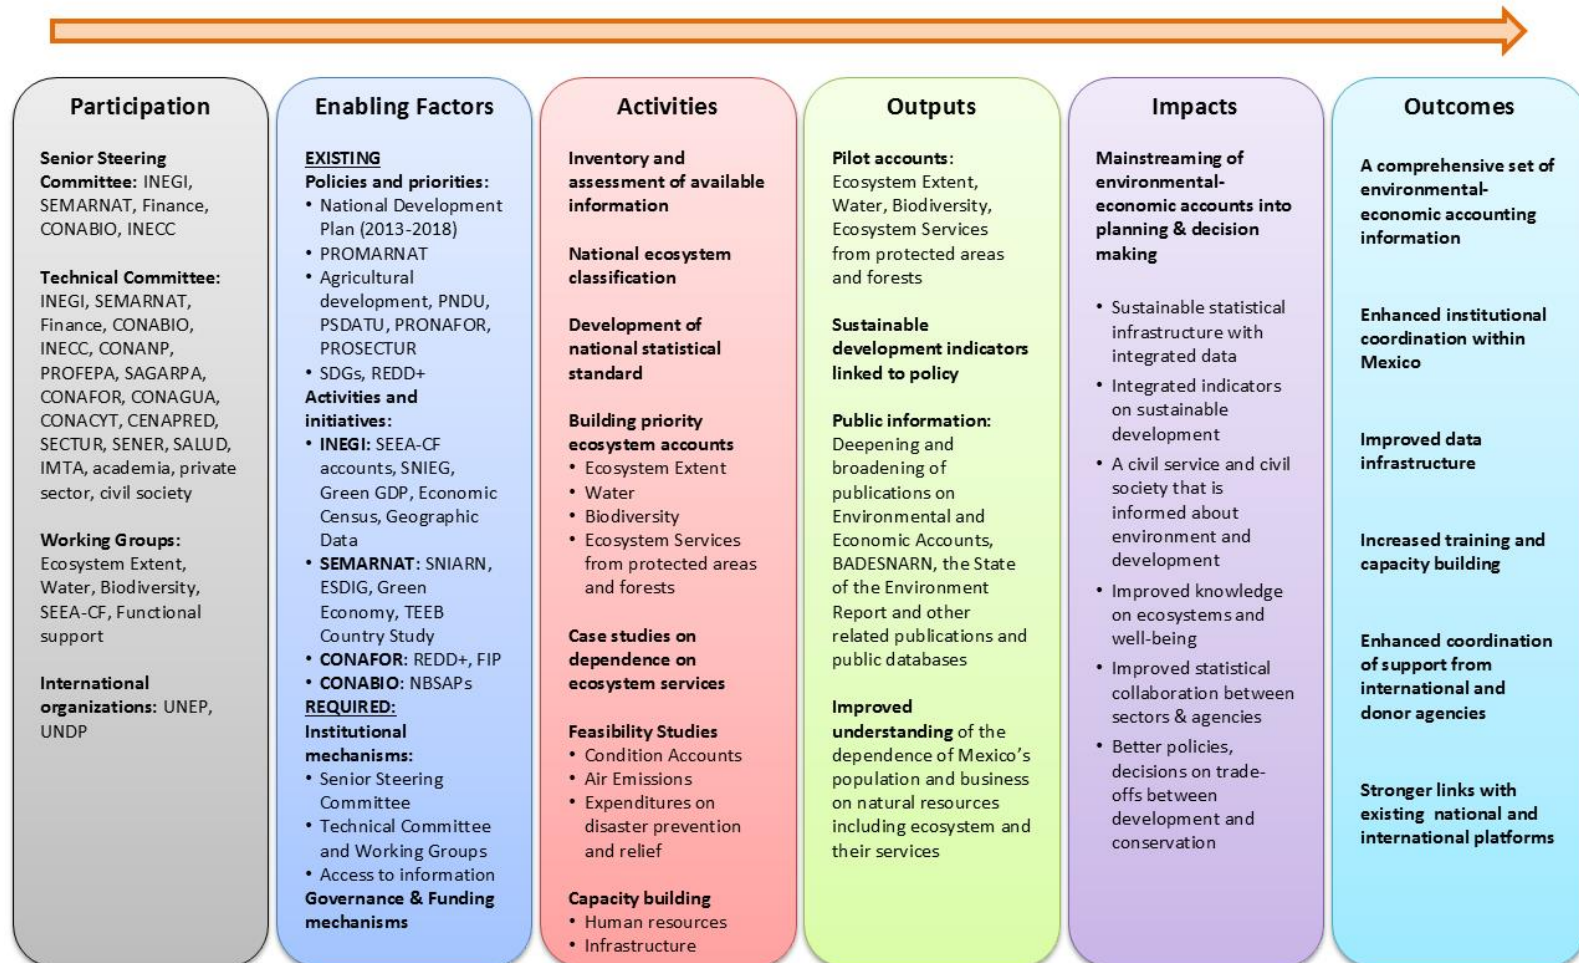 Participation
Senior Steering
Committee: INEGI,
SEMARNAT, Finance,
CONABIO, INECC
Technical Committee:
INEGI, SEMARNAT,
Finance, CONABIO,
INECC, CONANP,
PROFEPA, SAGARPA,
CONAFOR, CONAGUA,
CONACYT, CENAPRED,
SECTUR, SENER, SALUD,
IMTA, academia, private
sector, civil society
Working Groups:
Ecosystem Extent,
Water, Biodiversity,
SEEA-CF, Functional
support
International
organizations: UNEP,
UNDP
Enabling Factors
EXISTING
Policies and priorities:
• National Development
Plan (2013-2018)
• PROMARNAT
• Agricultural
development, PNDU,
PSDATU, PRONAFOR,
PROSECTUR
• SDGs, REDD+
Activities and
initiatives:
• INEGI: SEEA-CF
accounts, SNIEG,
Green GDP, Economic
Census, Geographic
Data
• SEMARNAT: SNIARN,
ESDIG, Green
Economy, TEEB
Country Study
• CONAFOR: REDD+, FIP
• CONABIO: NBSAPs
REQUIRED:
Institutional
mechanisms:
• Senior Steering
Committee
• Technical Committee
and Working Groups
• Access to information
Governance & Funding
mechanisms
Activities
Inventory and
assessment of available
information
National ecosystem
classification
Development of
national statistical
standard
Building priority
ecosystem accounts
• Ecosystem Extent
• Water
• Biodiversity
• Ecosystem Services
from protected areas
and forests
Case studies on
dependence on
ecosystem services
Feasibility Studies
• Condition Accounts
• Air Emissions
• Expenditures on
disaster prevention
and relief
Capacity building
• Human resources
• Infrastructure
Outputs
Pilot accounts:
Ecosystem Extent,
Water, Biodiversity,
Ecosystem Services
from protected areas
and forests
Sustainable
development indicators
linked to policy
Public information:
Deepening and
broadening of
publications on
Environmental and
Economic Accounts,
BADESNARN, the State
of the Environment
Report and other
related publications and
public databases
Improved
understanding of the
dependence of Mexico's
population and business
on natural resources
including ecosystem and
their services
Impacts
Mainstreaming of
environmental-
economic accounts into
planning & decision
making
• Sustainable statistical
infrastructure with
integrated data
• Integrated indicators
on sustainable
development
• A civil service and civil
society that is
informed about
environment and
development
• Improved knowledge
on ecosystems and
well-being
• Improved statistical
collaboration between
sectors & agencies
• Better policies,
decisions on trade-
offs between
development and
conservation
Outcomes
A comprehensive set of
environmental-
economic accounting
information
Enhanced institutional
coordination within
Mexico
Improved data
infrastructure
Increased training and
capacity building
Enhanced coordination
of support from
international and
donor agencies
Stronger links with
existing national and
international platforms